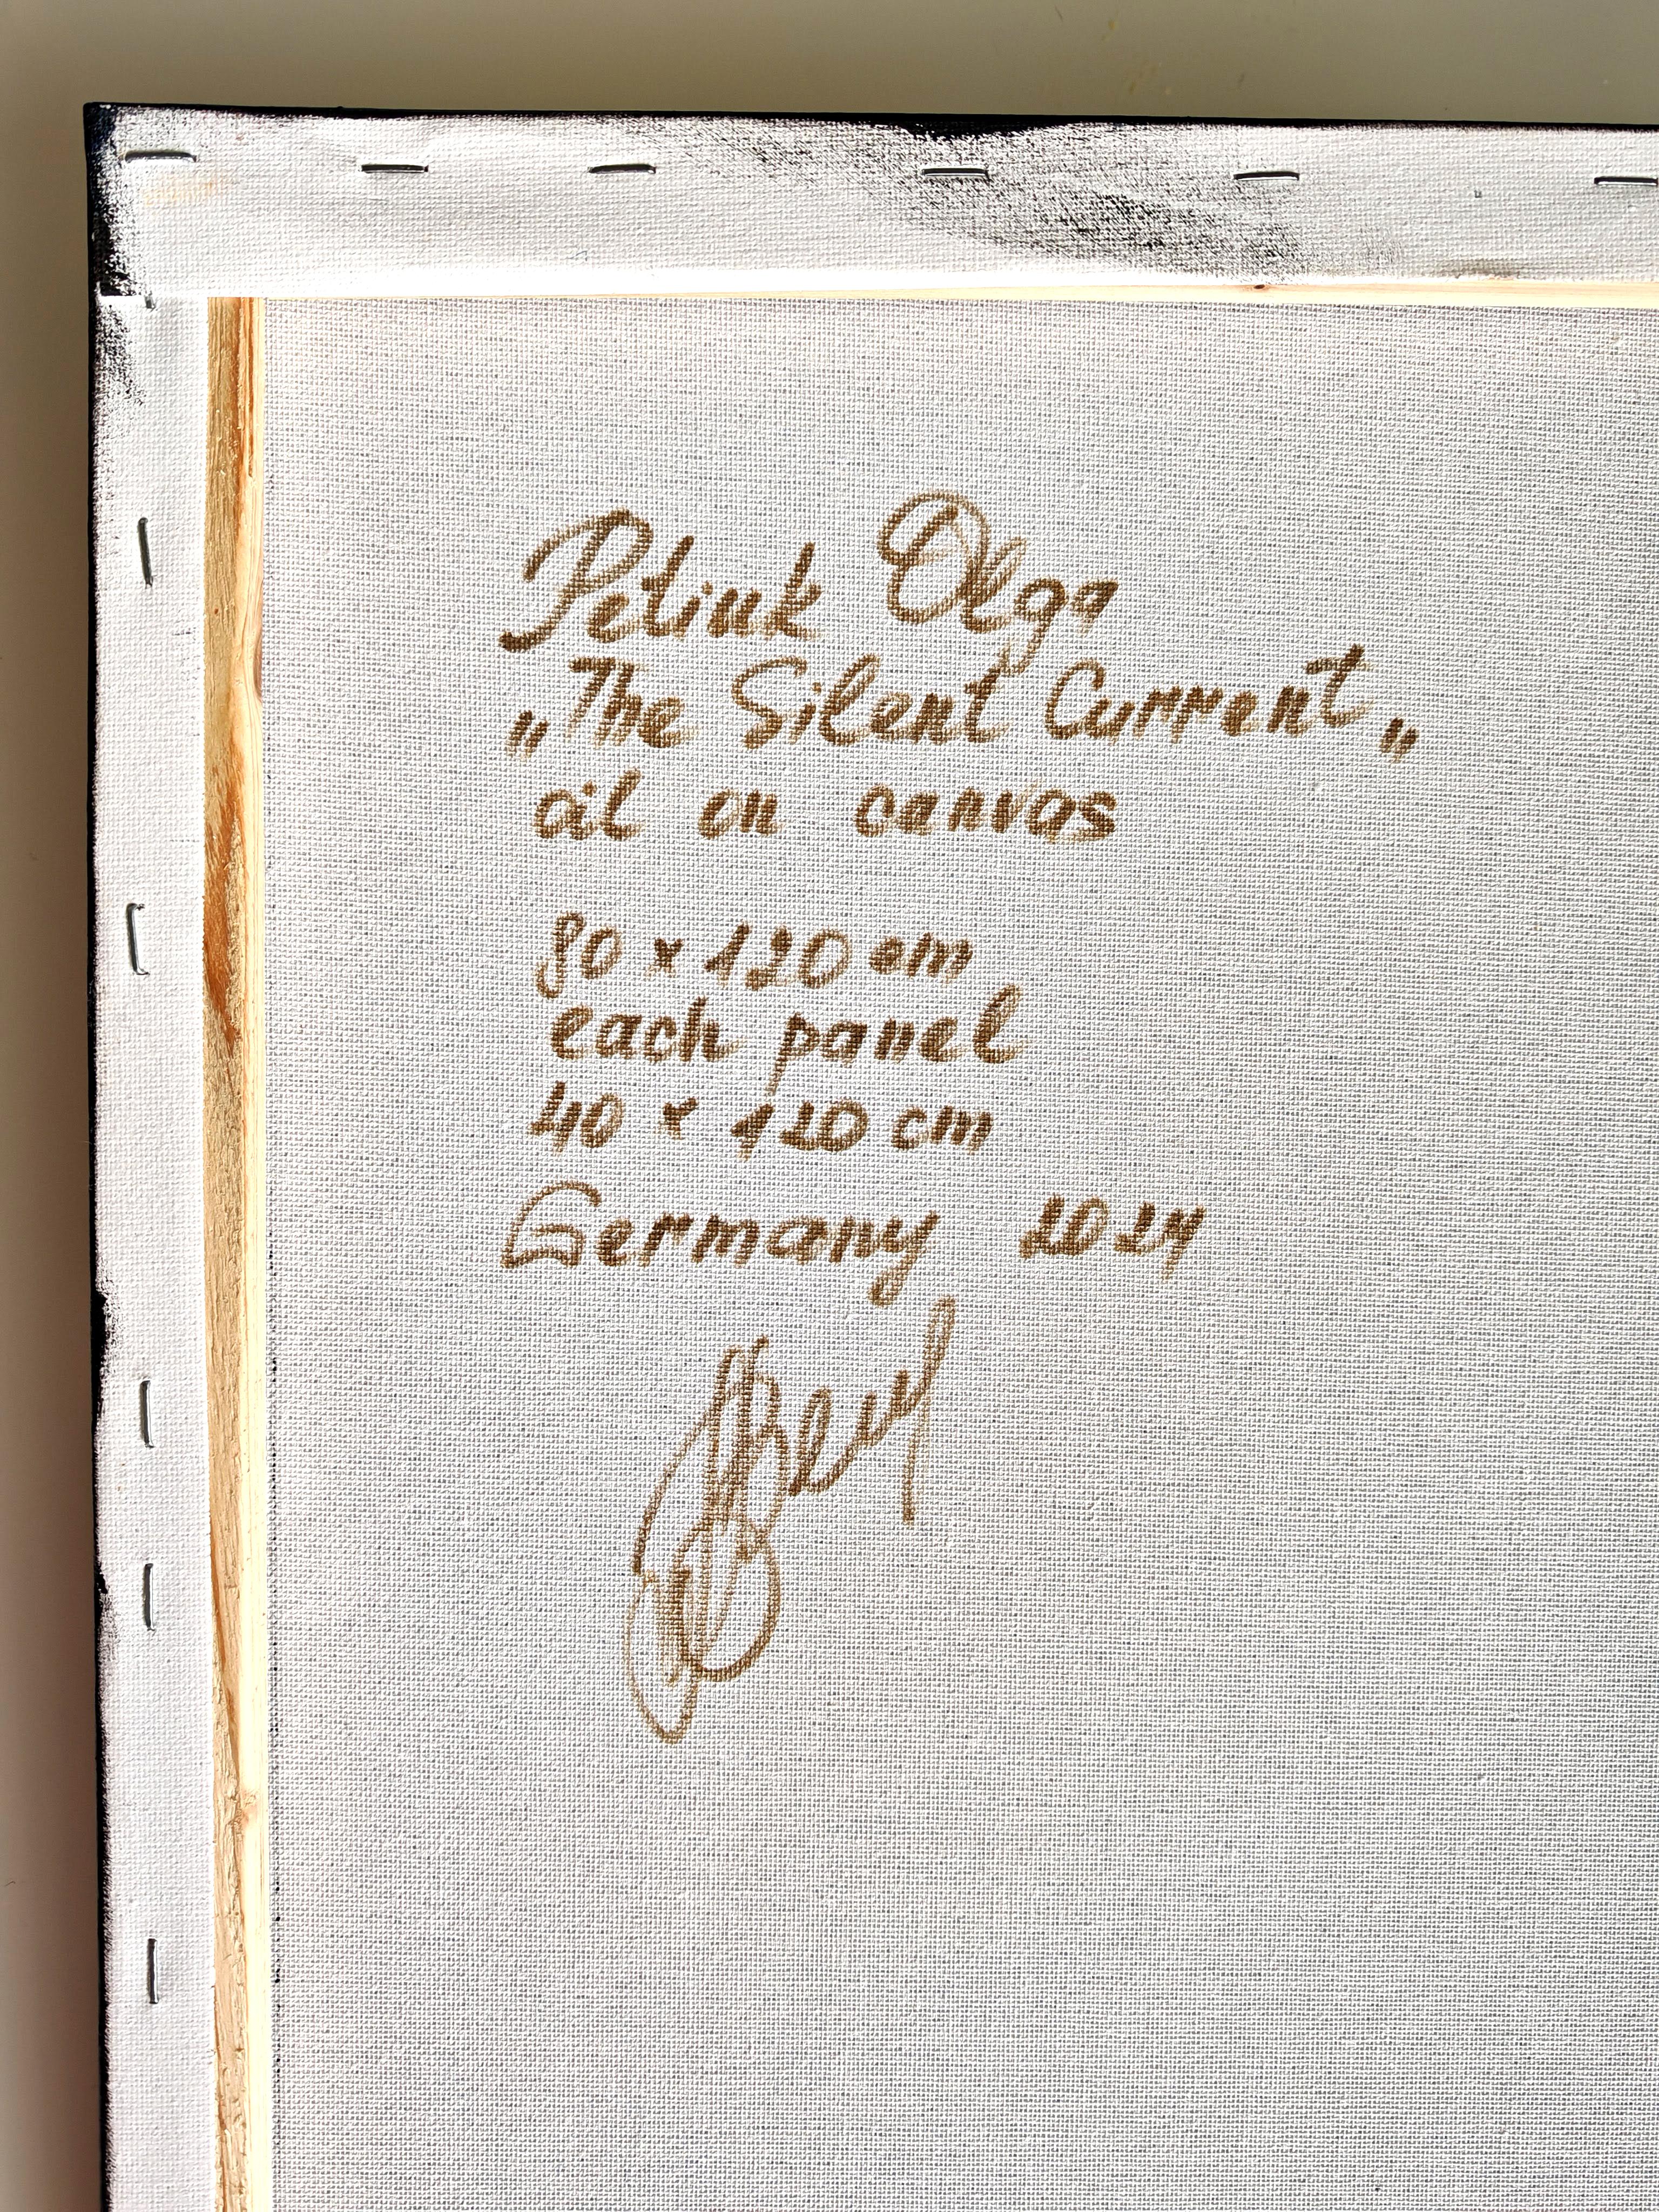 Petiuk Olga
„The Silent Current„
oil on canvas
80 x 120 cm
each panel
40 x 120 cm
Germany 2024